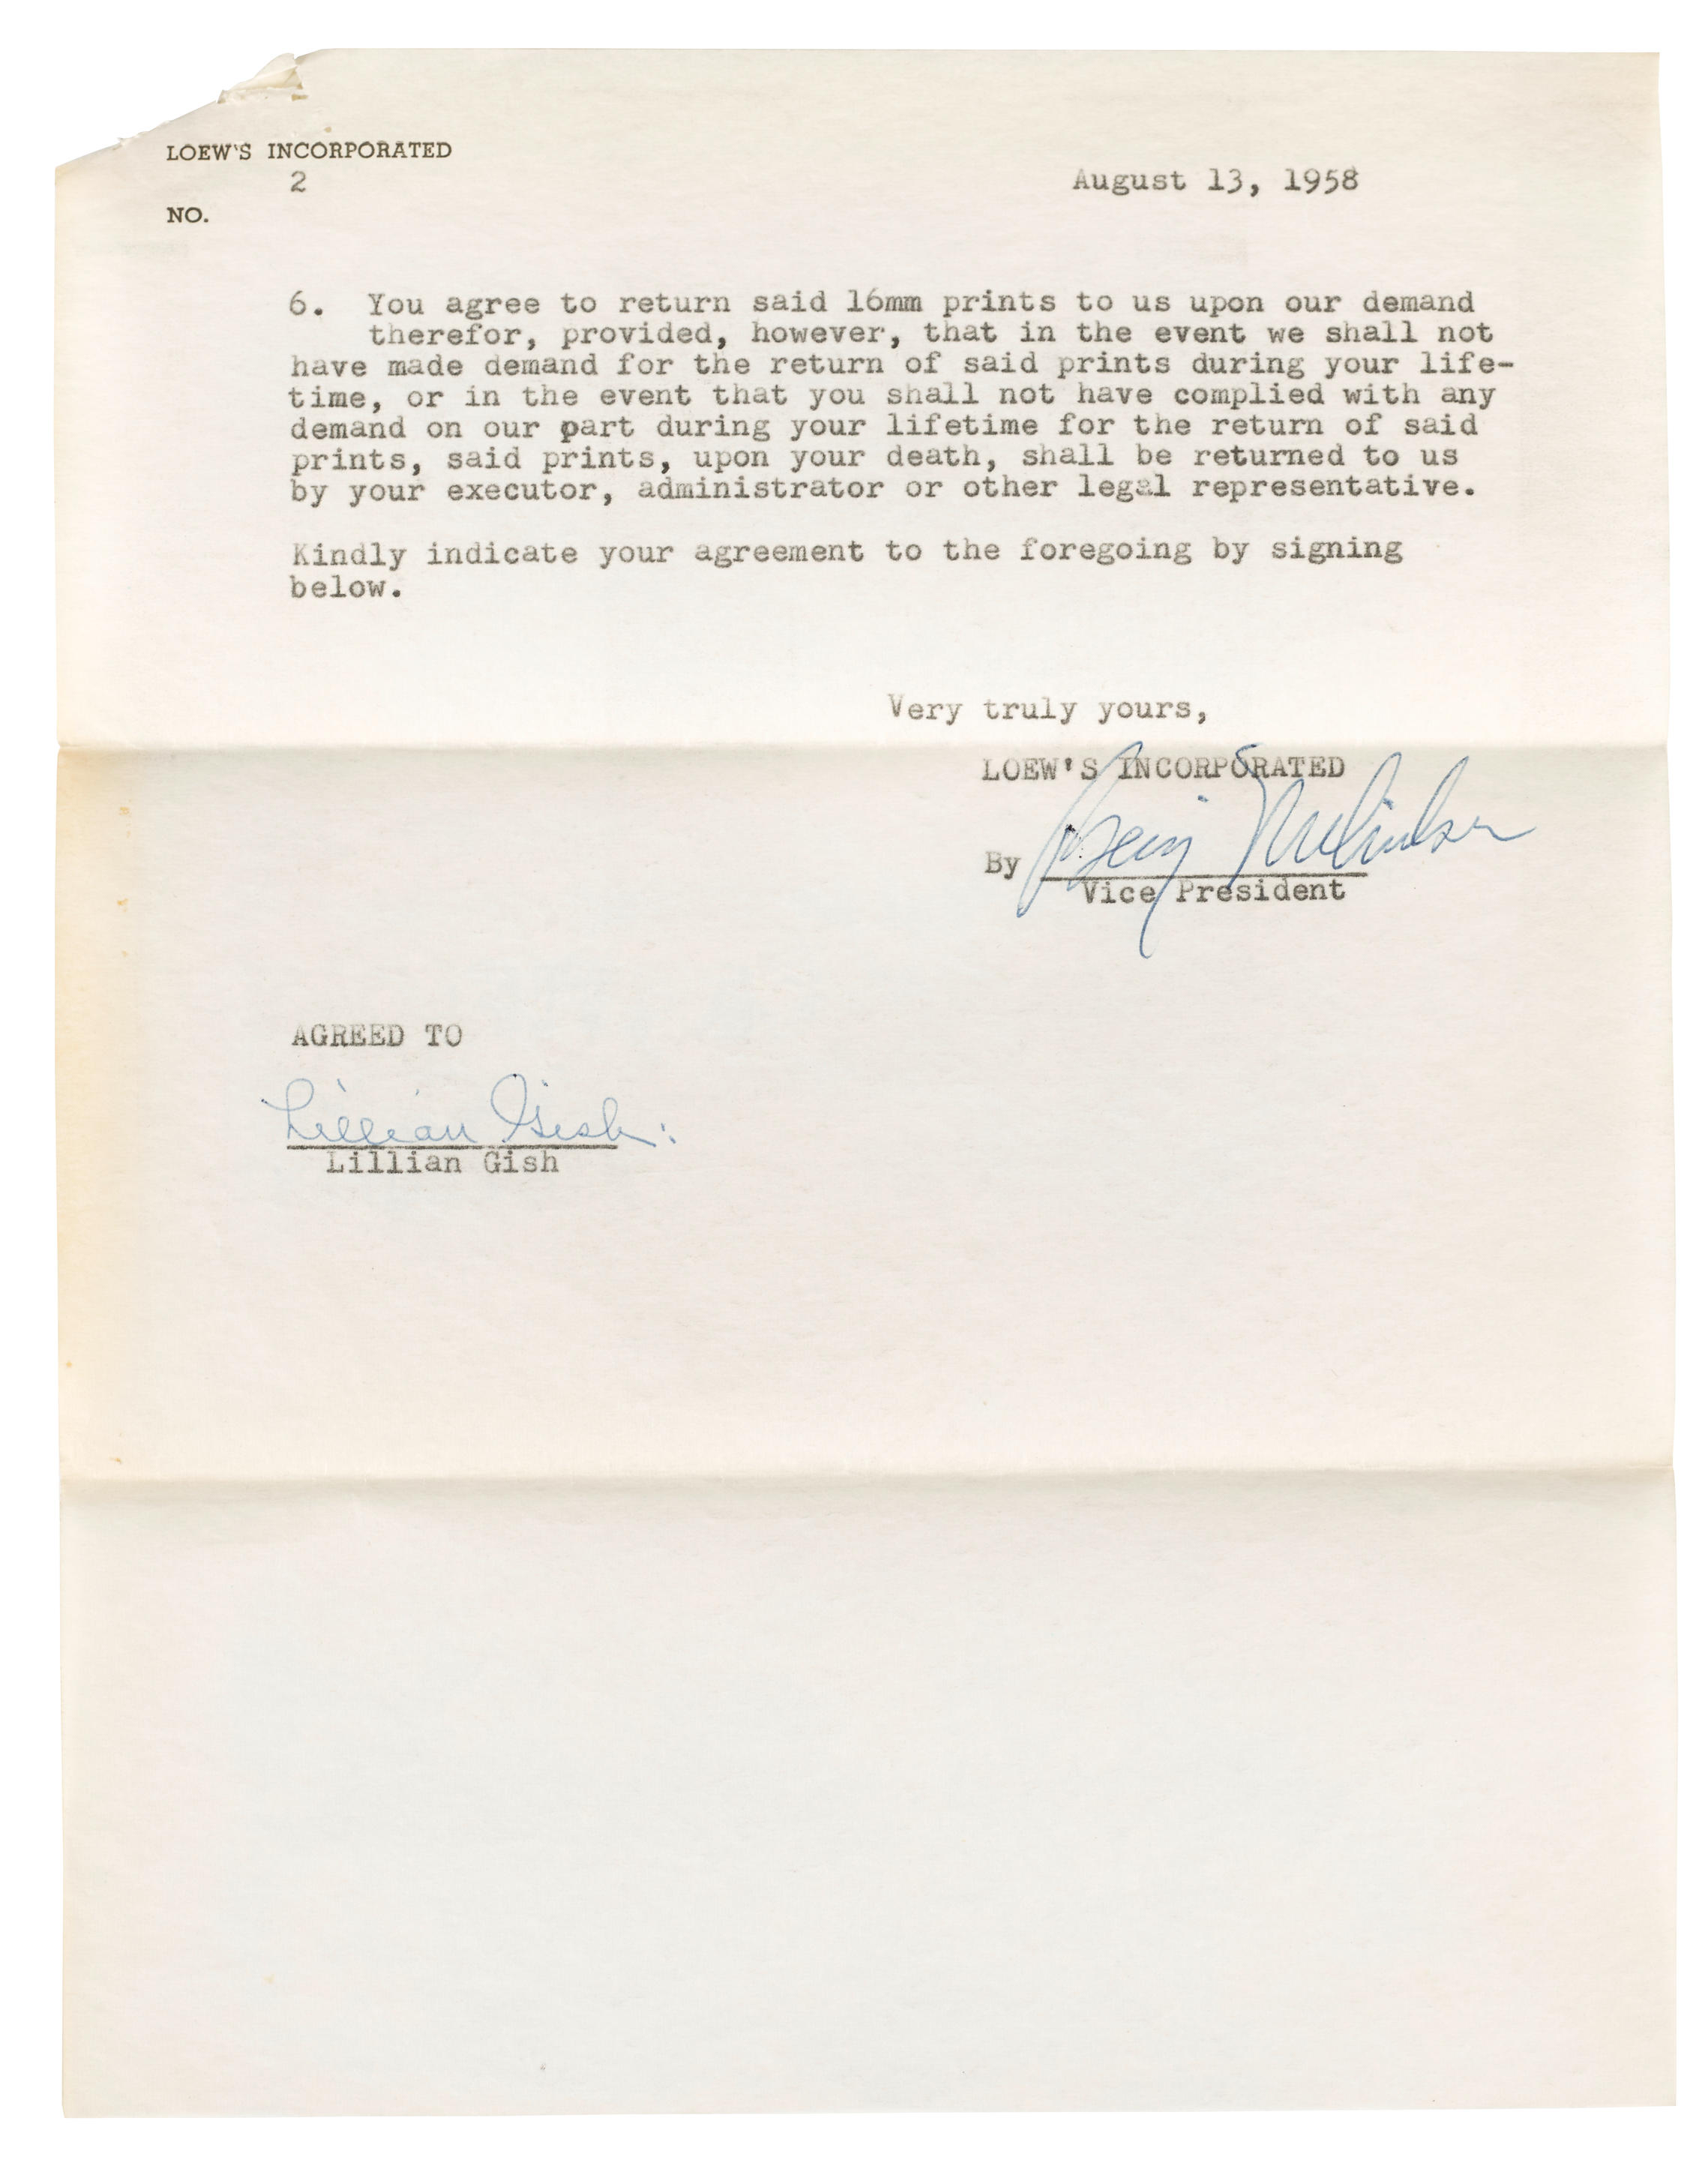 LOEW'S INCORPORATED
2
August 13, 1958
NO.
6. You agree to return said 16mm prints to us upon our demand
therefor, provided, however, that in the event we shall not
have made demand for the return of said prints during your life-
time, or in the event that you shall not have complied with any
demand on our part during your lifetime for the return of said
prints, said prints, upon your death, shall be returned to us
by your executor, administrator or other legal representative.
Kindly indicate your agreement to the foregoing by signing
below.
Very truly yours,
LOEW'S INCORPORATED
By
Vice President
AGREED TO
Lillian Gish
Lillian Gish